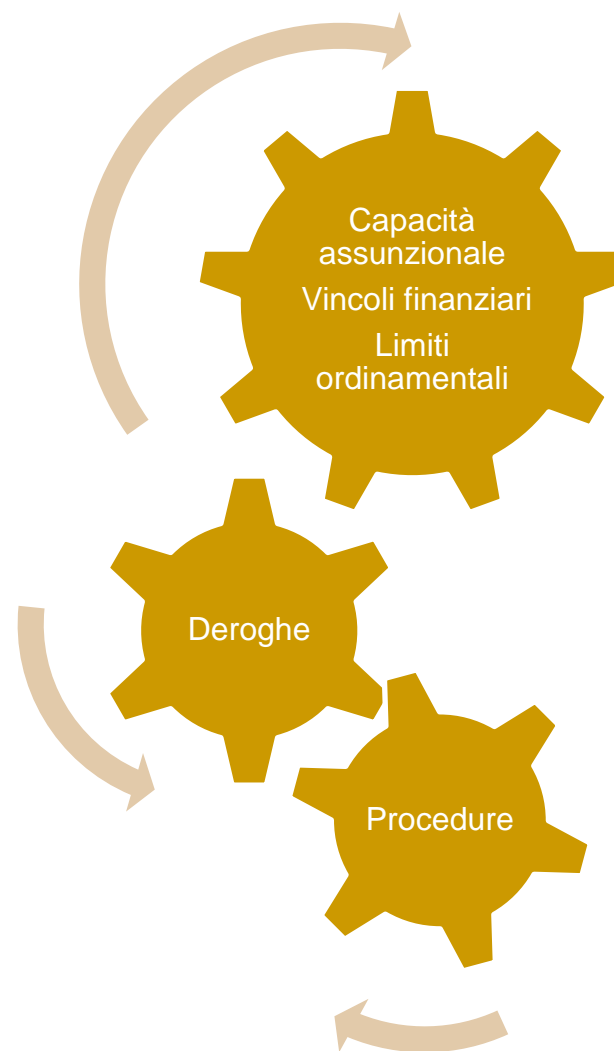 Capacità
assunzionale
Vincoli finanziari
Limiti
ordinamentali
Deroghe
Procedure